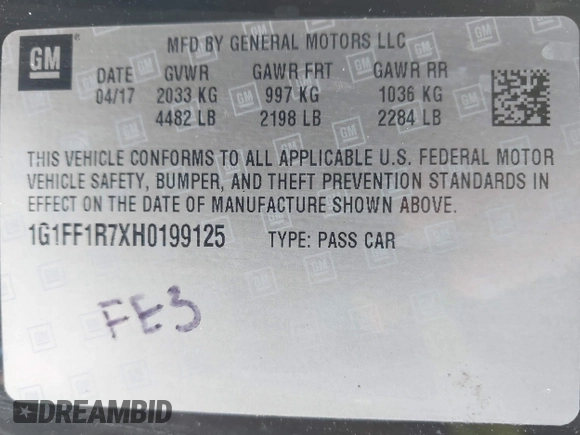 GM ® MFD BY GENERAL MOTORS LLC
DATE GVWR GAWR FRT GAWR RR
04/17 2033 KG 997 KG 1036 KG
4482 LB 2198 LB 2284 LB
THIS VEHICLE CONFORMS TO ALL APPLICABLE U.S. FEDERAL MOTOR
VEHICLE SAFETY, BUMPER, AND THEFT PREVENTION STANDARDS IN
EFFECT ON THE DATE OF MANUFACTURE SHOWN ABOVE.
1G1FF1R7XH0199125 TYPE: PASS CAR
FE3
DREAMBID